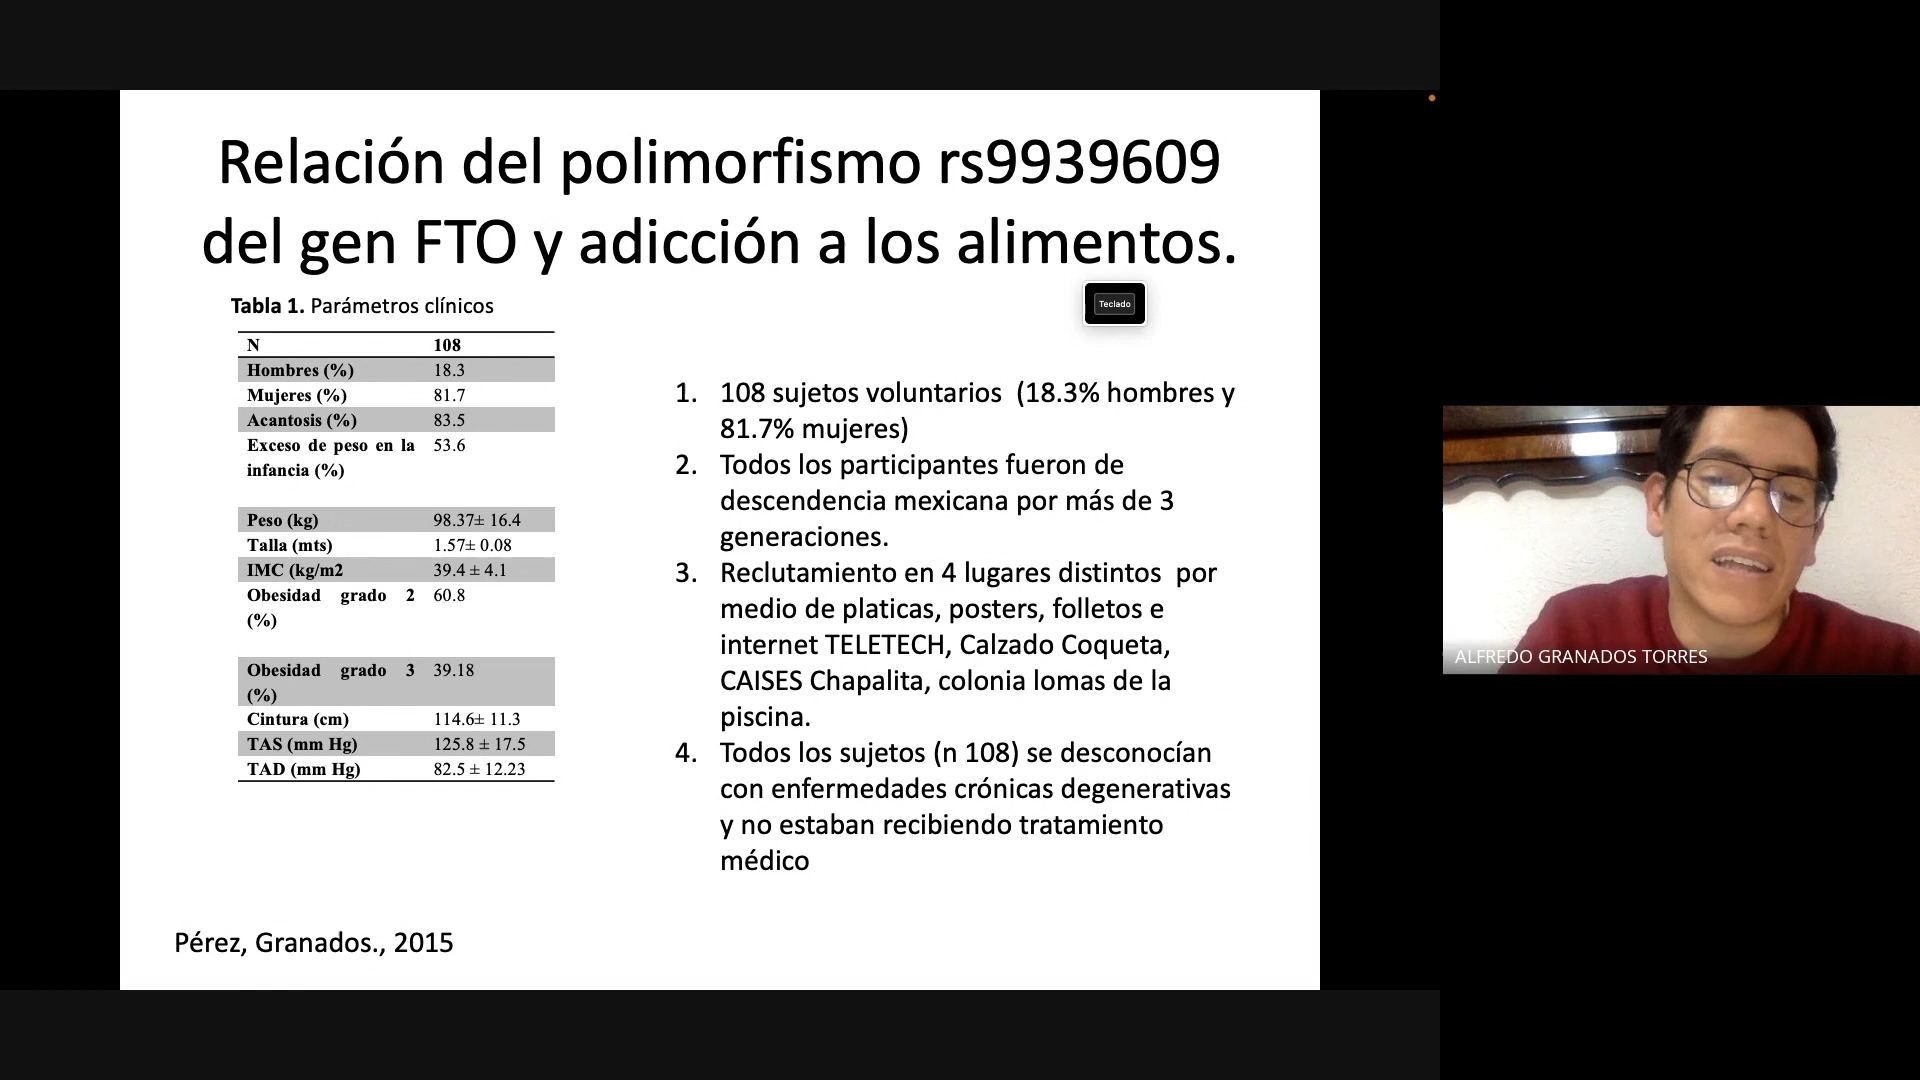 Relación del polimorfismo rs9939609
del gen FTO y adicción a los alimentos.
Tabla 1. Parámetros clínicos
Teclado
N 108
Hombres (%) 18.3
Mujeres (%) 81.7
Acantosis (%) 83.5
Exceso de peso en la 53.6
infancia (%)
Peso (kg) 98.37± 16.4
Talla (mts) 1.57± 0.08
IMC (kg/m2 39.4 ± 4.1
Obesidad grado 2 60.8
(%)
Obesidad grado 3 39.18
(%)
Cintura (cm) 114.6± 11.3
TAS (mm Hg) 125.8 ± 17.5
TAD (mm Hg) 82.5 ± 12.23
1. 108 sujetos voluntarios (18.3% hombres y
81.7% mujeres)
2. Todos los participantes fueron de
descendencia mexicana por más de 3
generaciones.
3. Reclutamiento en 4 lugares distintos por
medio de platicas, posters, folletos e
internet TELETECH, Calzado Coqueta,
CAISES Chapalita, colonia lomas de la
piscina.
4. Todos los sujetos (n 108) se desconocían
con enfermedades crónicas degenerativas
y no estaban recibiendo tratamiento
médico
Pérez, Granados., 2015
ALFREDO GRANADOS TORRES